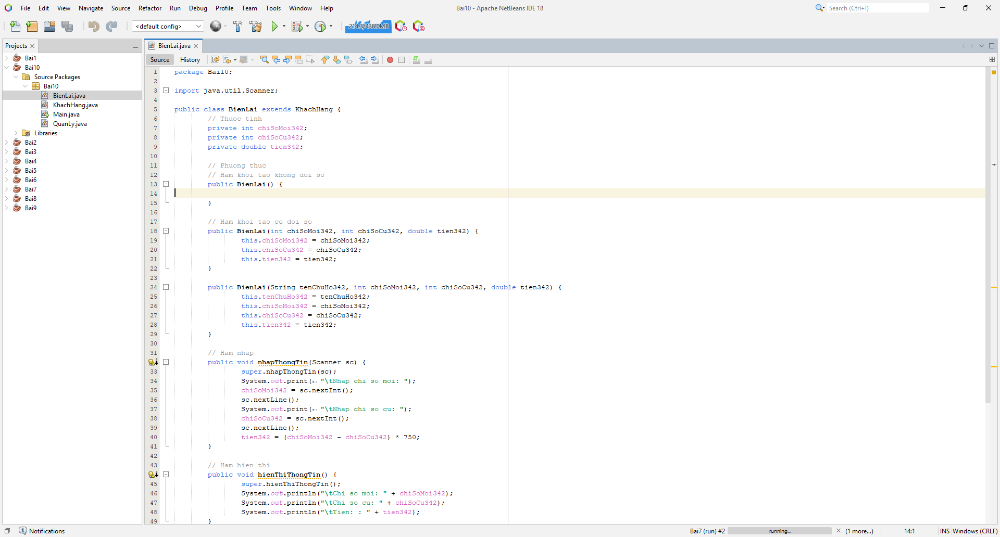 File Edit View Navigate Source Refactor Run Debug Profile Team Tools Window Help
Bai10 - Apache NetBeans IDE 18
Search (Ctrl+I)
<default config>
214.3/438.0MB
Projects
BienLai.java
Source History
Bai1
Bai10
Source Packages
Bai10
BienLai.java
KhachHang.java
Main.java
QuanLy.java
Libraries
Bai2
Bai3
Bai4
Bai5
Bai6
Bai7
Bai8
Bai9
1 package Bai10;
2
3 import java.util.Scanner;
4
5 public class BienLai extends KhachHang {
6 // Thuoc tinh
7 private int chiSoMoi342;
8 private int chiSoCu342;
9 private double tien342;
10
11 // Phuong thuc
12 // Ham khoi tao khong doi so
13 public BienLai() {
14
15 }
16
17 // Ham khoi tao co doi so
18 public BienLai(int chiSoMoi342, int chiSoCu342, double tien342) {
19 this.chiSoMoi342 = chiSoMoi342;
20 this.chiSoCu342 = chiSoCu342;
21 this.tien342 = tien342;
22 }
23
24 public BienLai(String tenChuHo342, int chiSoMoi342, int chiSoCu342, double tien342) {
25 this.tenChuHo342 = tenChuHo342;
26 this.chiSoMoi342 = chiSoMoi342;
27 this.chiSoCu342 = chiSoCu342;
28 this.tien342 = tien342;
29 }
30
31 // Ham nhap
public void nhapThongTin(Scanner sc) {
33 super.nhapThongTin(sc);
34 System.out.print(s: "\tNhap chi so moi: ");
35 chiSoMoi342 = sc.nextInt();
36 sc.nextLine();
37 System.out.print(s: "\tNhap chi so cu: ");
38 chiSoCu342 = sc.nextInt();
39 sc.nextLine();
40 tien342 = (chiSoMoi342 - chiSoCu342) * 750;
41 }
42
43 // Ham hien thi
public void hienThiThongTin() {
45 super.hienThiThongTin();
46 System.out.println("\tChi so moi: " + chiSoMoi342);
47 System.out.println("\tChi so cu: " + chiSoCu342);
48 System.out.println("\tTien: : " + tien342);
49 }
Notifications
Bai7 (run) #2 running... (1 more...) 14:1 INS Windows (CRLF)